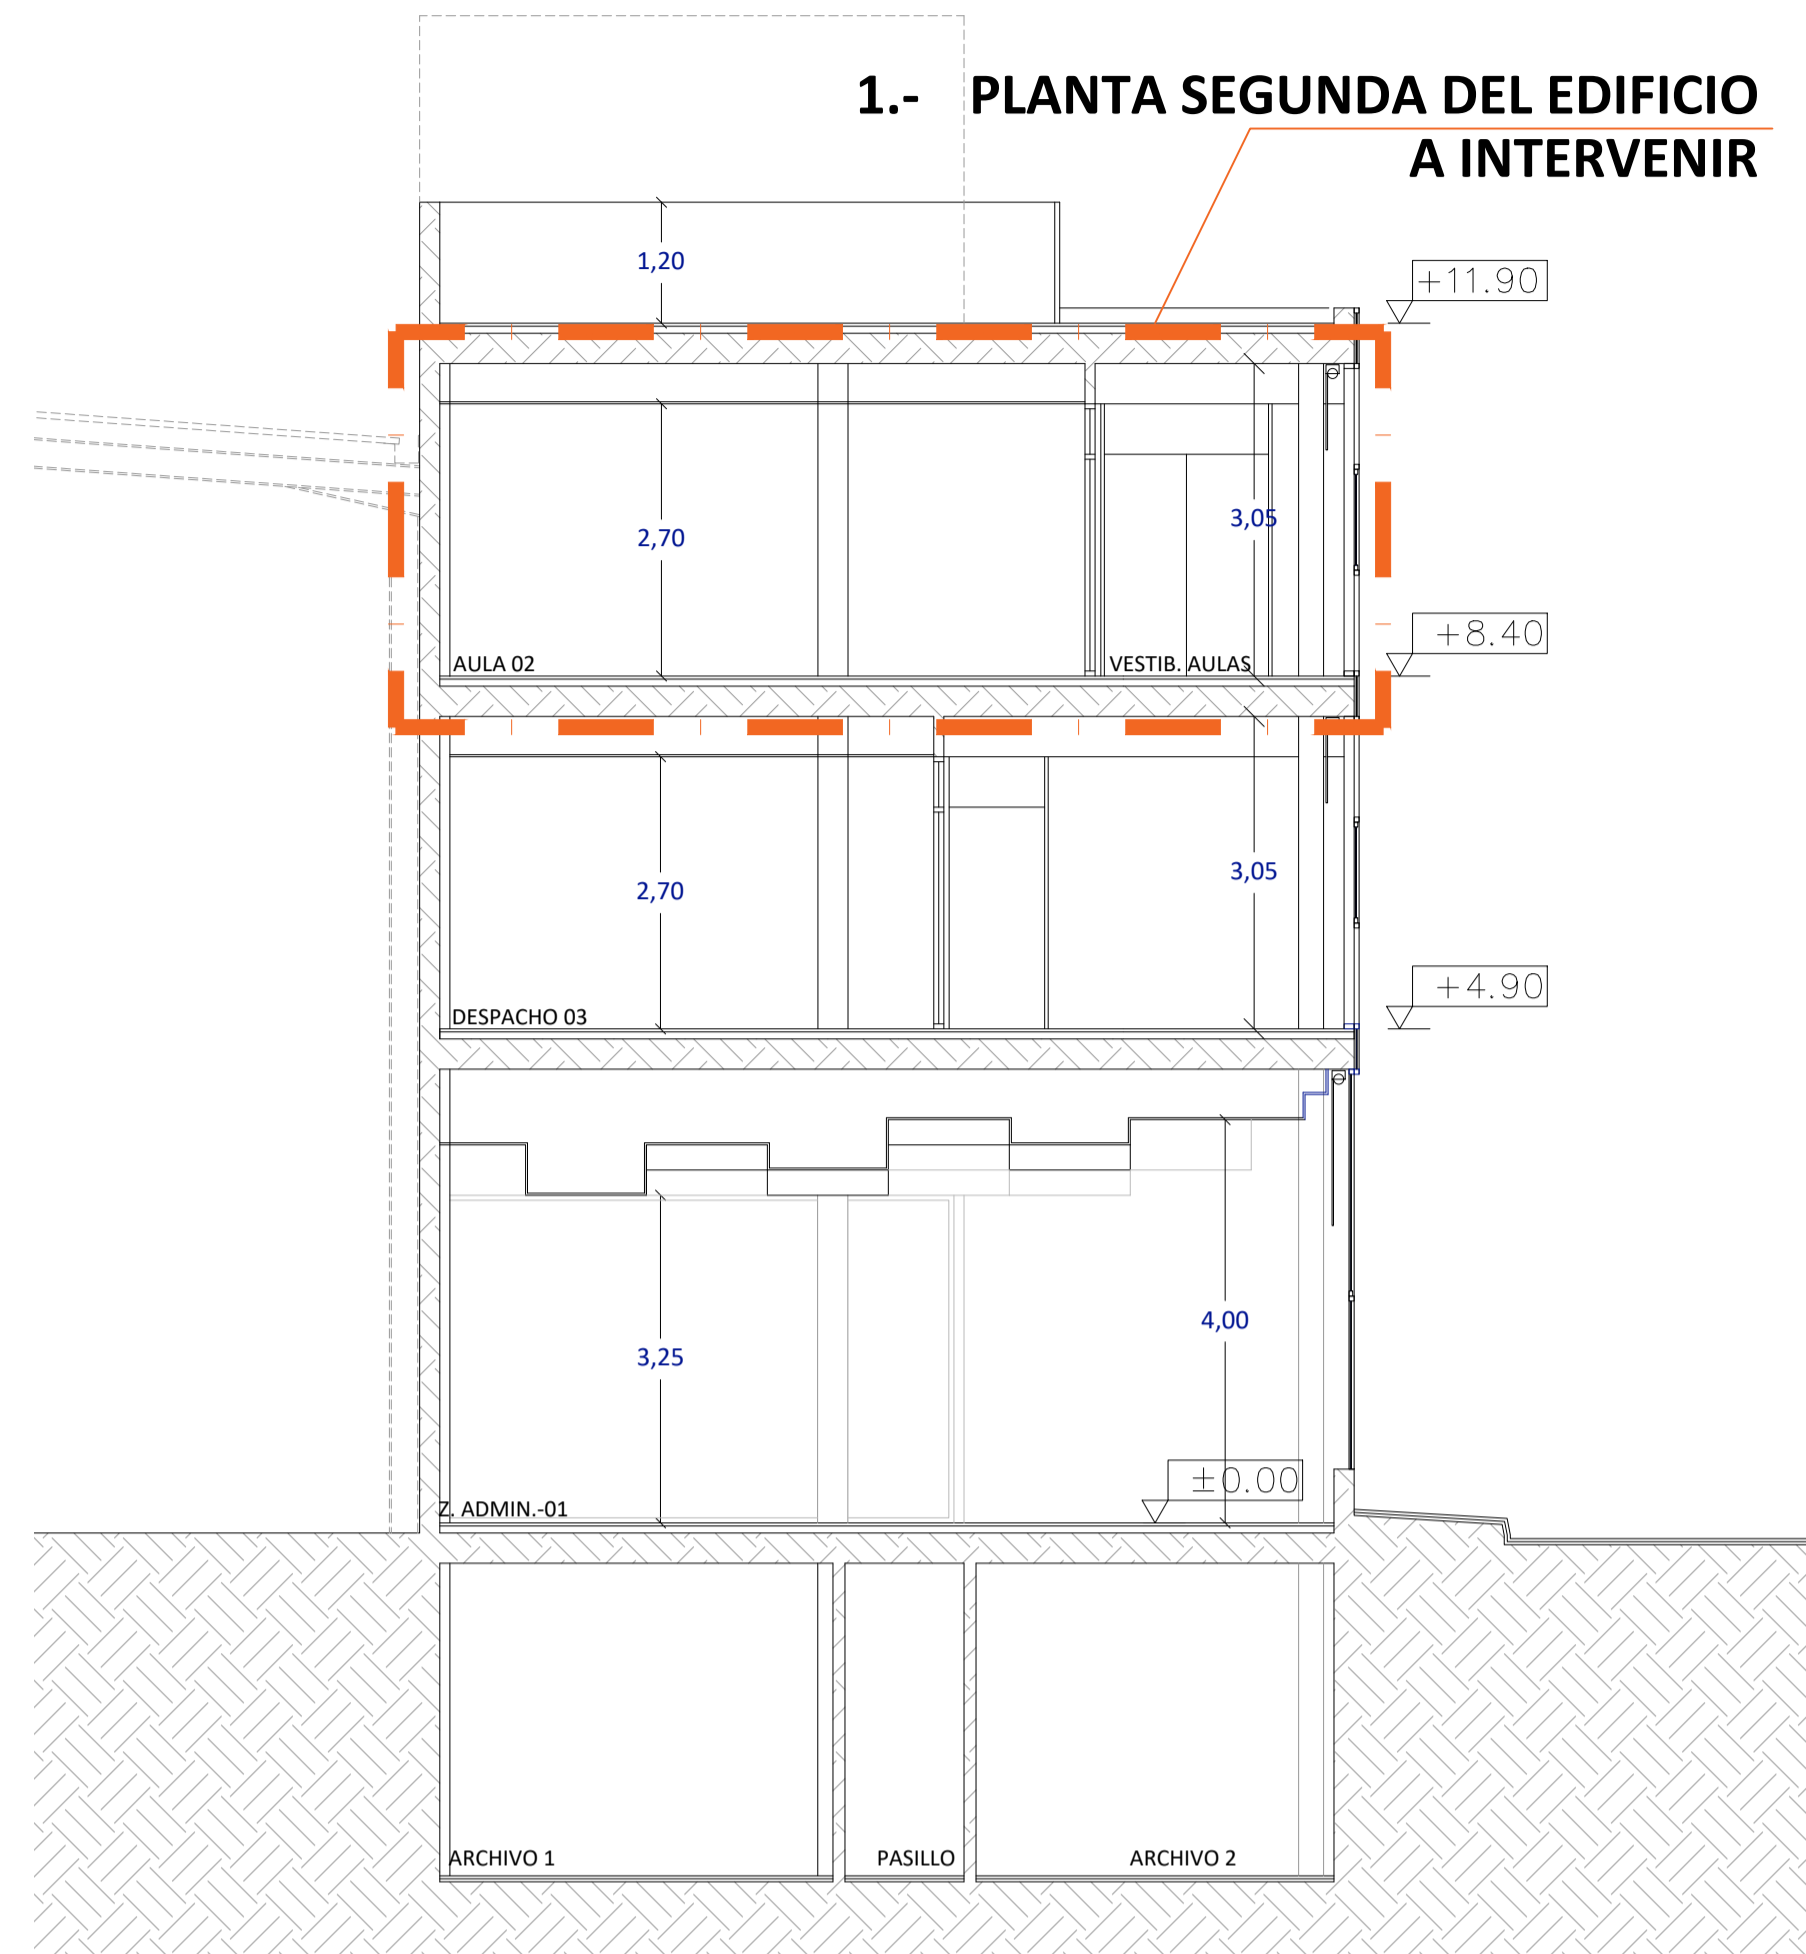 1.- PLANTA SEGUNDA DEL EDIFICIO
A INTERVENIR
1,20
+11.90
2,70
3,05
+8.40
AULA 02
VESTIB. AULAS
2,70
3,05
+4.90
DESPACHO 03
4,00
3,25
±0.00
Z. ADMIN.-01
ARCHIVO 1
PASILLO
ARCHIVO 2